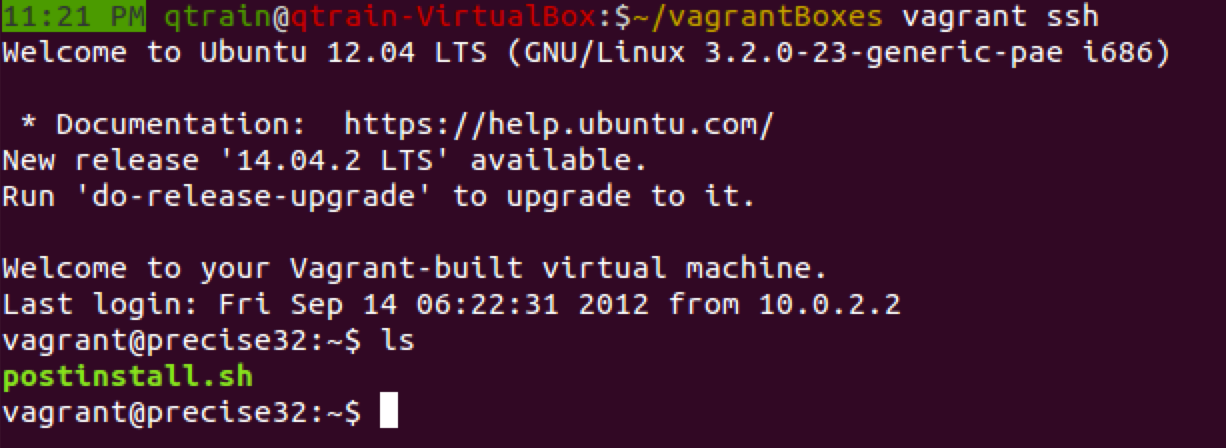 11:21 PM qtrain@qtrain-VirtualBox:$~/vagrantBoxes vagrant ssh
Welcome to Ubuntu 12.04 LTS (GNU/Linux 3.2.0-23-generic-pae i686)
 * Documentation:  https://help.ubuntu.com/
New release '14.04.2 LTS' available.
Run 'do-release-upgrade' to upgrade to it.
Welcome to your Vagrant-built virtual machine.
Last login: Fri Sep 14 06:22:31 2012 from 10.0.2.2
vagrant@precise32:~$ ls
postinstall.sh
vagrant@precise32:~$